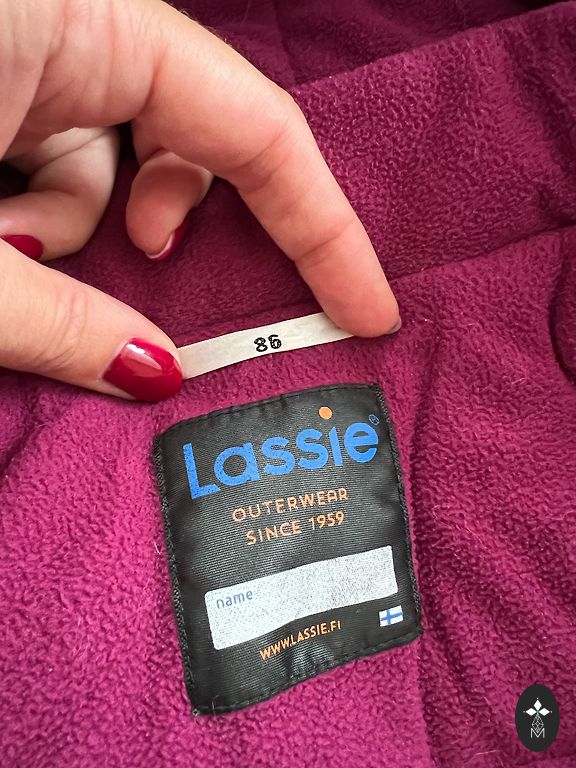 86
Lassie®
OUTERWEAR
SINCE 1959
name
WWW.LASSIE.FI
M